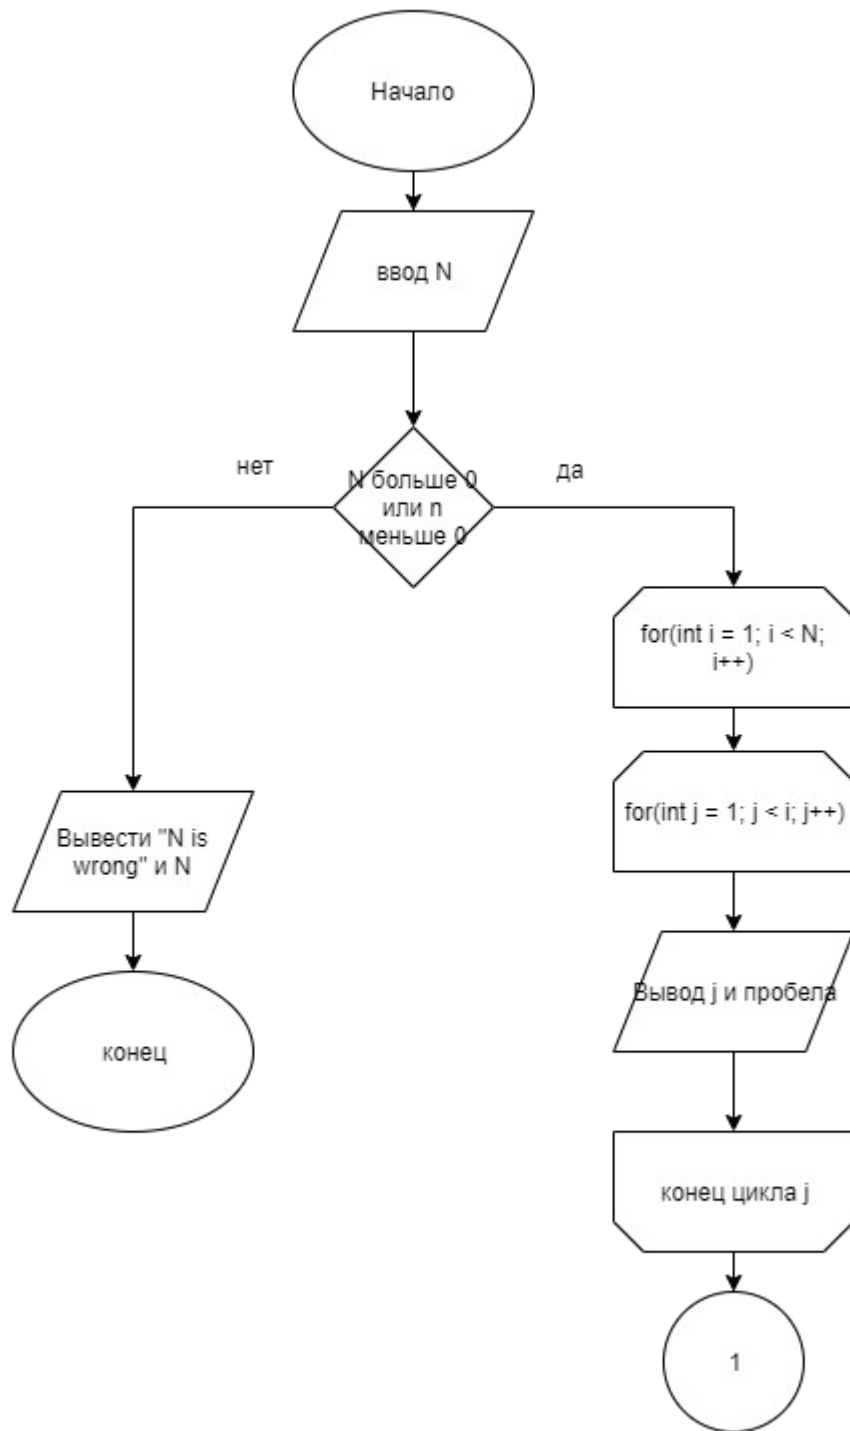 Начало
ввод N
нет
N больше 0
или n
меньше 0
да
for(int i = 1; i < N;
i++)
for(int j = 1; j < i; j++)
Вывести "N is
wrong" и N
Вывод j и пробела
конец
конец цикла j
1